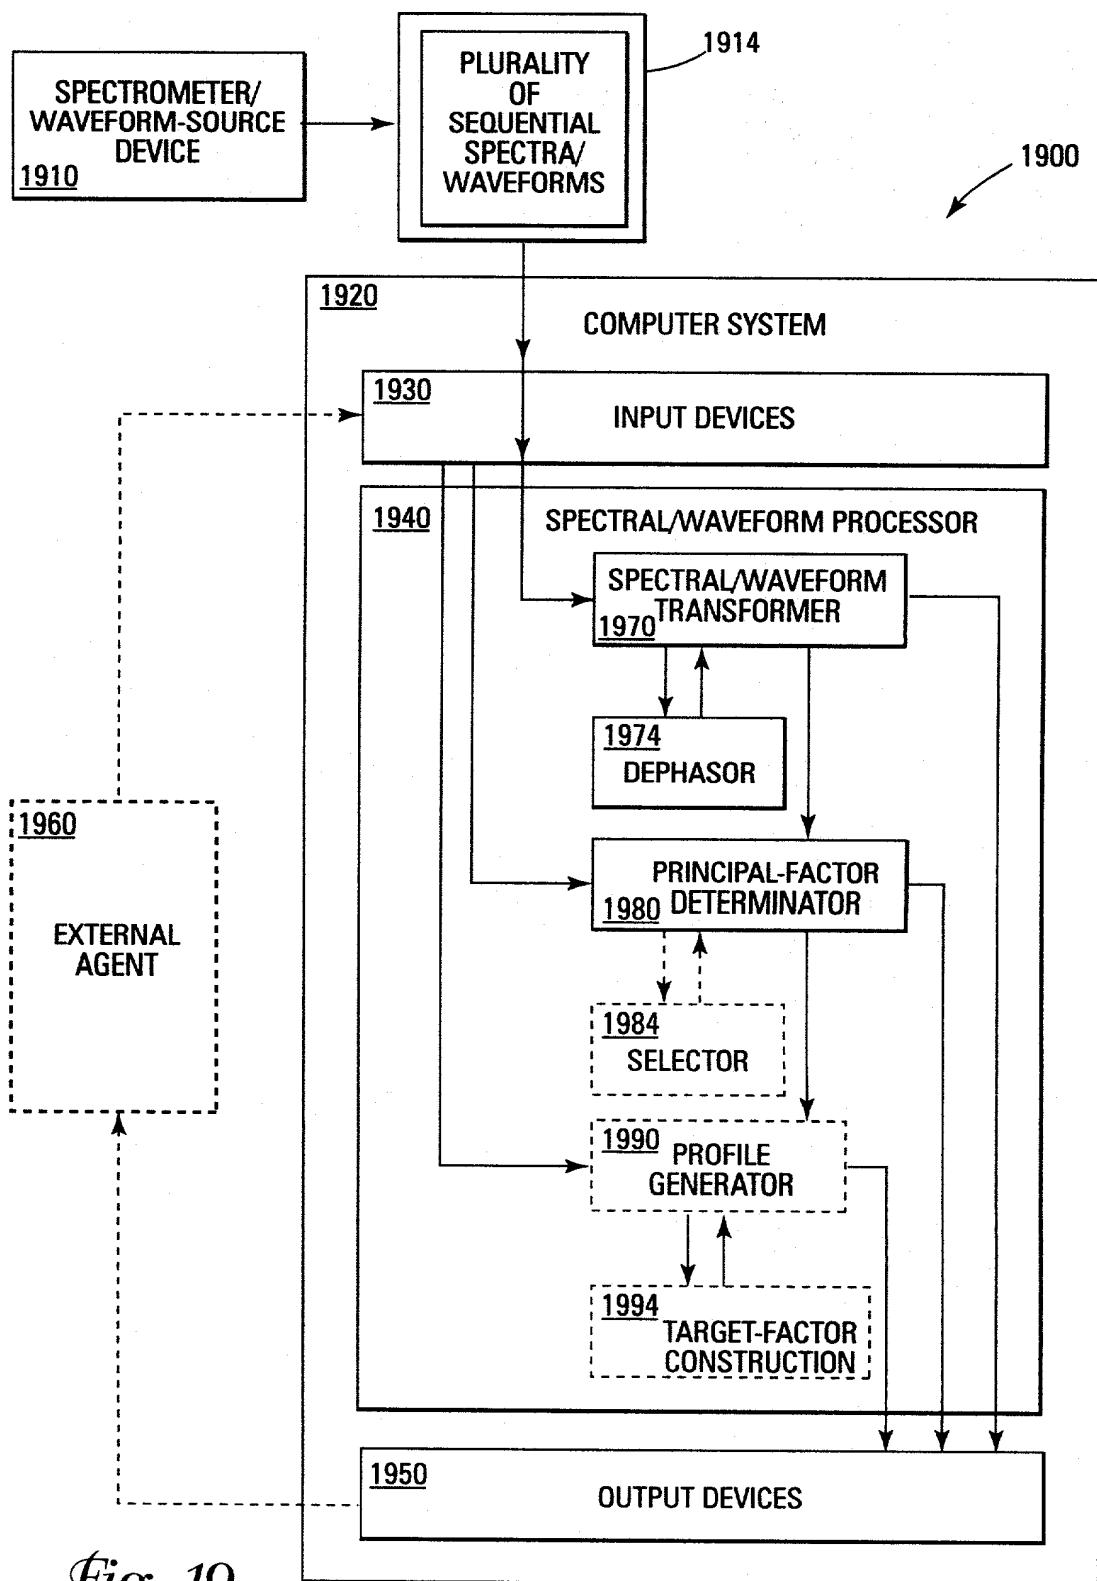 1914
PLURALITY
OF
SEQUENTIAL
SPECTRA/
WAVEFORMS
SPECTROMETER/
WAVEFORM-SOURCE
DEVICE
1910
1900
1920
COMPUTER SYSTEM
1930
INPUT DEVICES
1940
SPECTRAL/WAVEFORM PROCESSOR
SPECTRAL/WAVEFORM
TRANSFORMER
1970
1974
DEPHASOR
1960
EXTERNAL
AGENT
PRINCIPAL-FACTOR
DETERMINATOR
1980
1984
SELECTOR
1990
PROFILE
GENERATOR
1994
TARGET-FACTOR
CONSTRUCTION
1950
OUTPUT DEVICES
Fig. 19